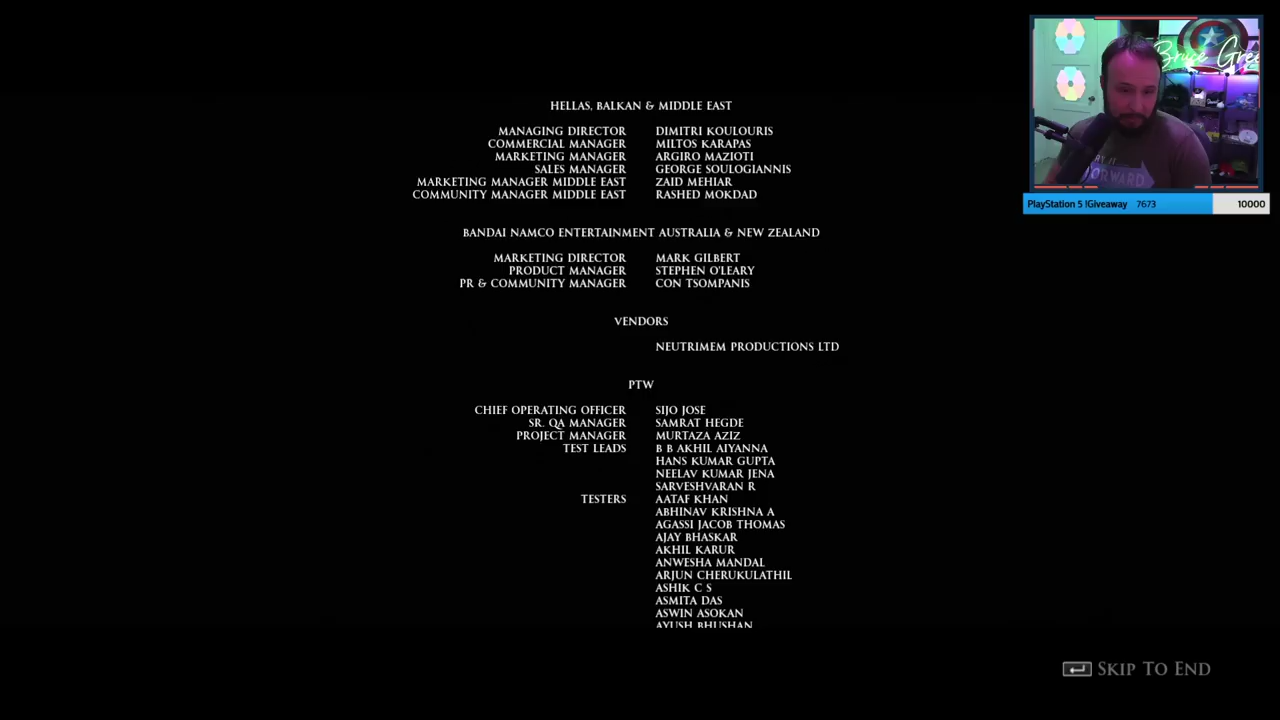 HELLAS, BALKAN & MIDDLE EAST
MANAGING DIRECTOR DIMITRI KOULOURIS
COMMERCIAL MANAGER MILTOS KARAPAS
MARKETING MANAGER ARGIRO MAZIOTI
SALES MANAGER GEORGE SOULOGIANNIS
MARKETING MANAGER MIDDLE EAST ZAID MEHIAR
COMMUNITY MANAGER MIDDLE EAST RASHED MOKDAD
BANDAI NAMCO ENTERTAINMENT AUSTRALIA & NEW ZEALAND
MARKETING DIRECTOR MARK GILBERT
PRODUCT MANAGER STEPHEN O'LEARY
PR & COMMUNITY MANAGER CON TSOMPANIS
VENDORS
NEUTRIMEM PRODUCTIONS LTD
PTW
CHIEF OPERATING OFFICER SIJO JOSE
SR. QA MANAGER SAMRAT HEGDE
PROJECT MANAGER MURTAZA AZIZ
TEST LEADS B B AKHIL AIYANNA
HANS KUMAR GUPTA
NEELAV KUMAR JENA
SARVESHVARAN R
TESTERS AATAF KHAN
ABHINAV KRISHNA A
AGASSI JACOB THOMAS
AJAY BHASKAR
AKHIL KARUR
ANWESHA MANDAL
ARJUN CHERUKULATHIL
ASHIK C S
ASMITA DAS
ASWIN ASOKAN
AYUSH BHUSHAN
Bruce Gree
FORWARD
PlayStation 5 !Giveaway 7673 10000
SKIP TO END